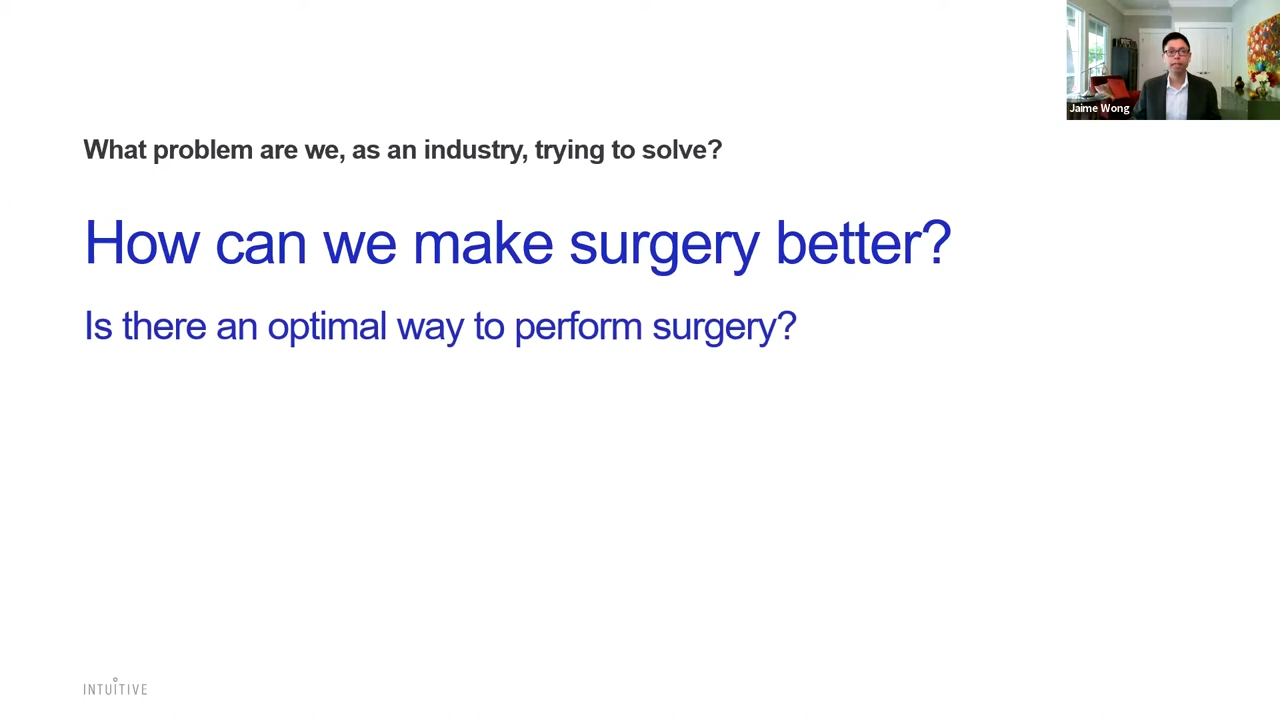 Jaime Wong
What problem are we, as an industry, trying to solve?
How can we make surgery better?
Is there an optimal way to perform surgery?
INTUITIVE